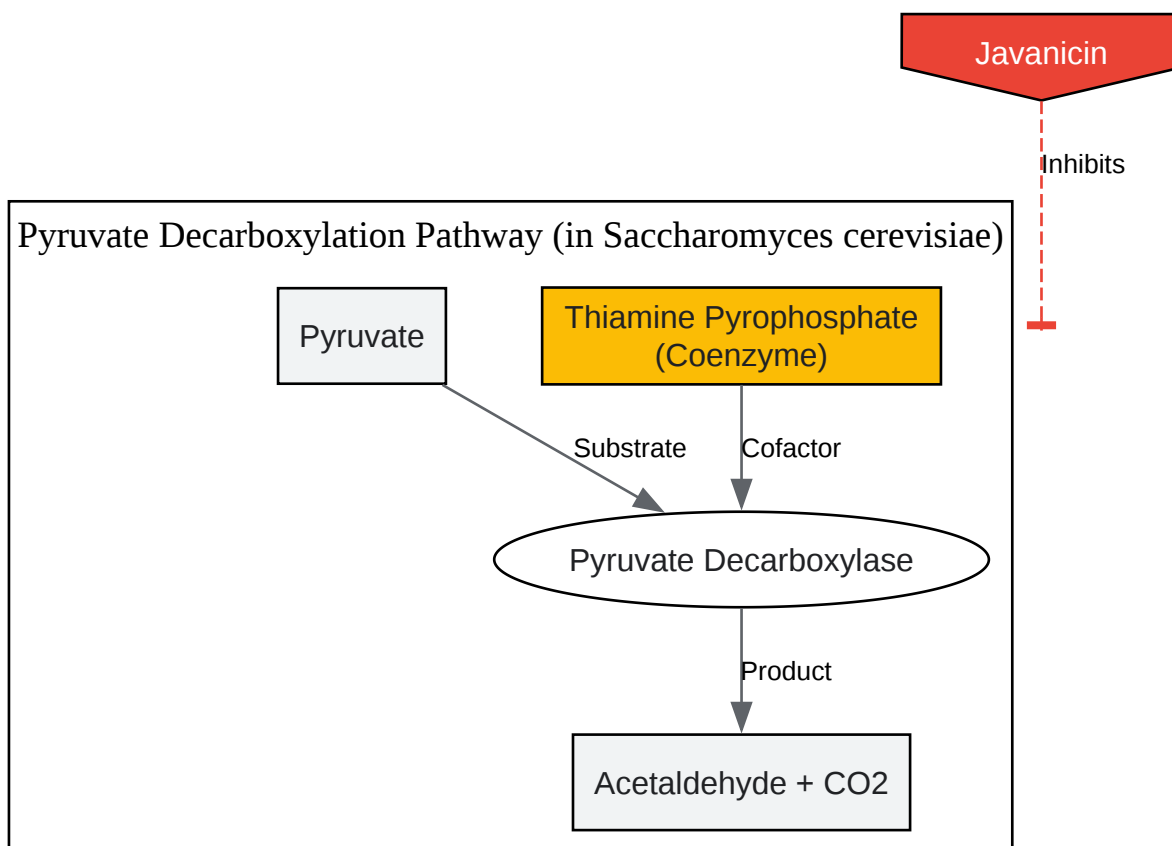 Javanicin
Inhibits
Pyruvate Decarboxylation Pathway (in Saccharomyces cerevisiae)
Pyruvate
Thiamine Pyrophosphate
(Coenzyme)
Substrate
Cofactor
Pyruvate Decarboxylase
Product
Acetaldehyde + CO2